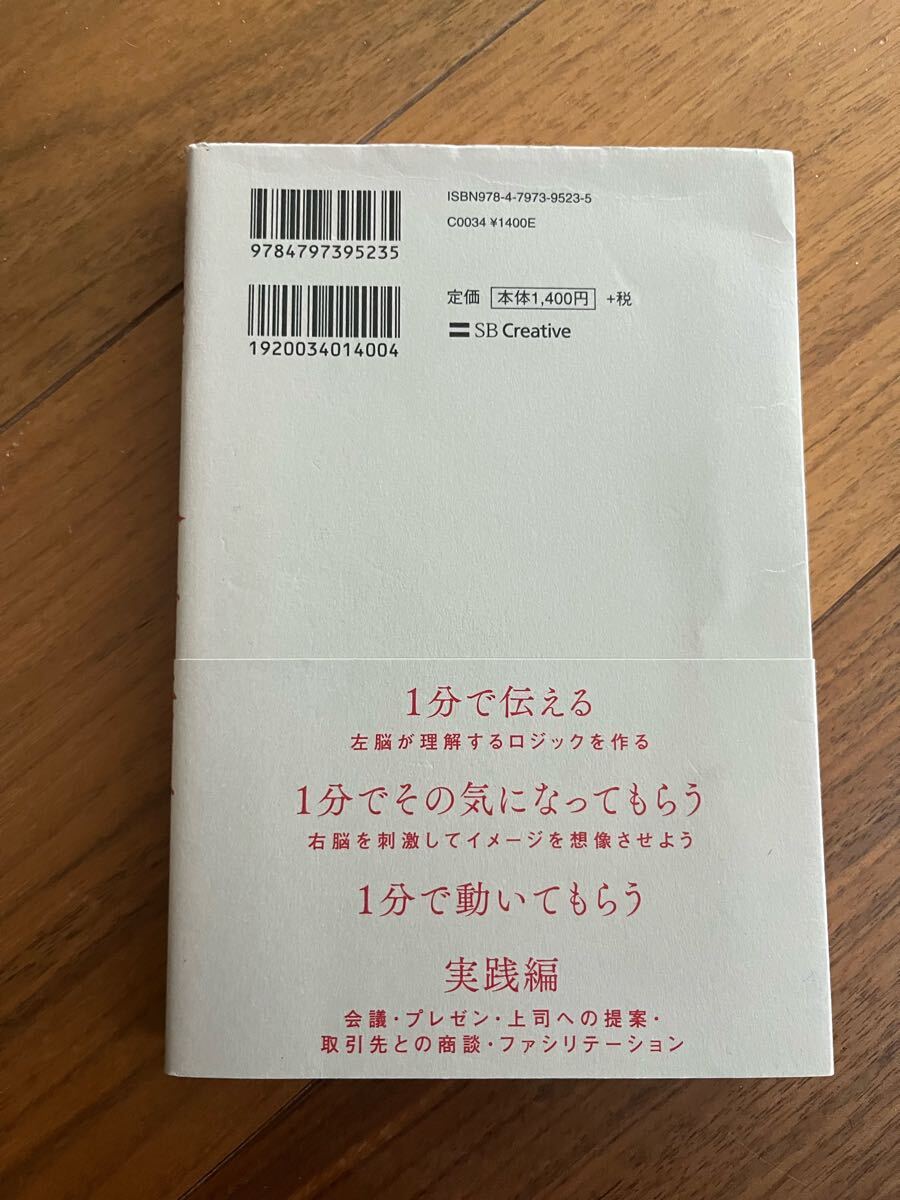 ISBN978-4-7973-9523-5
C0034 ¥1400E
9784797395235
定価 本体1,400円 +税
SB Creative
1920034014004
1分で伝える
左脳が理解するロジックを作る
1分でその気になってもらう
右脳を刺激してイメージを想像させよう
1分で動いてもらう
実践編
会議・プレゼン・上司への提案・
取引先との商談・ファシリテーション